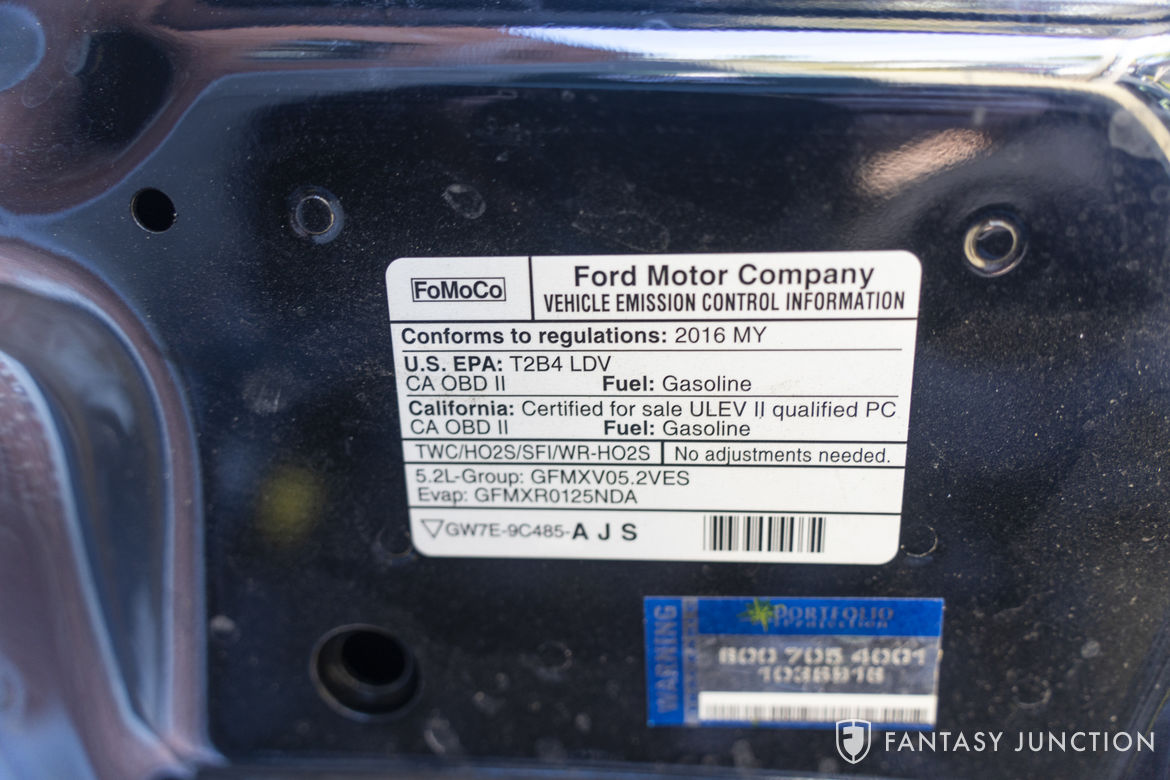 FoMoCo
Ford Motor Company
VEHICLE EMISSION CONTROL INFORMATION
Conforms to regulations: 2016 MY
U.S. EPA: T2B4 LDV
CA OBD II Fuel: Gasoline
California: Certified for sale ULEV II qualified PC
CA OBD II Fuel: Gasoline
TWC/HO2S/SFI/WR-HO2S No adjustments needed.
5.2L-Group: GFMXV05.2VES
Evap: GFMXR0125NDA
GW7E-9C485-A J S
WARNING
PORTFOLIO
800 705 4001
FANTASY JUNCTION